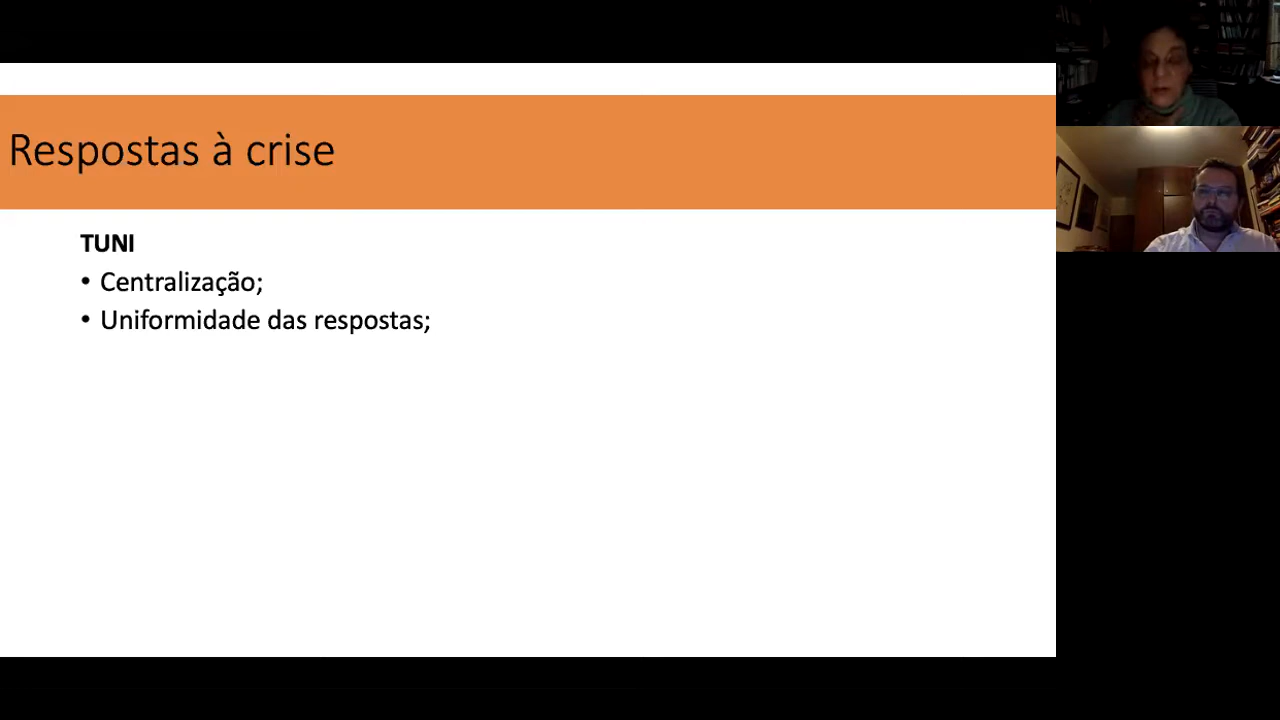 Respostas à crise
TUNI
• Centralização;
• Uniformidade das respostas;